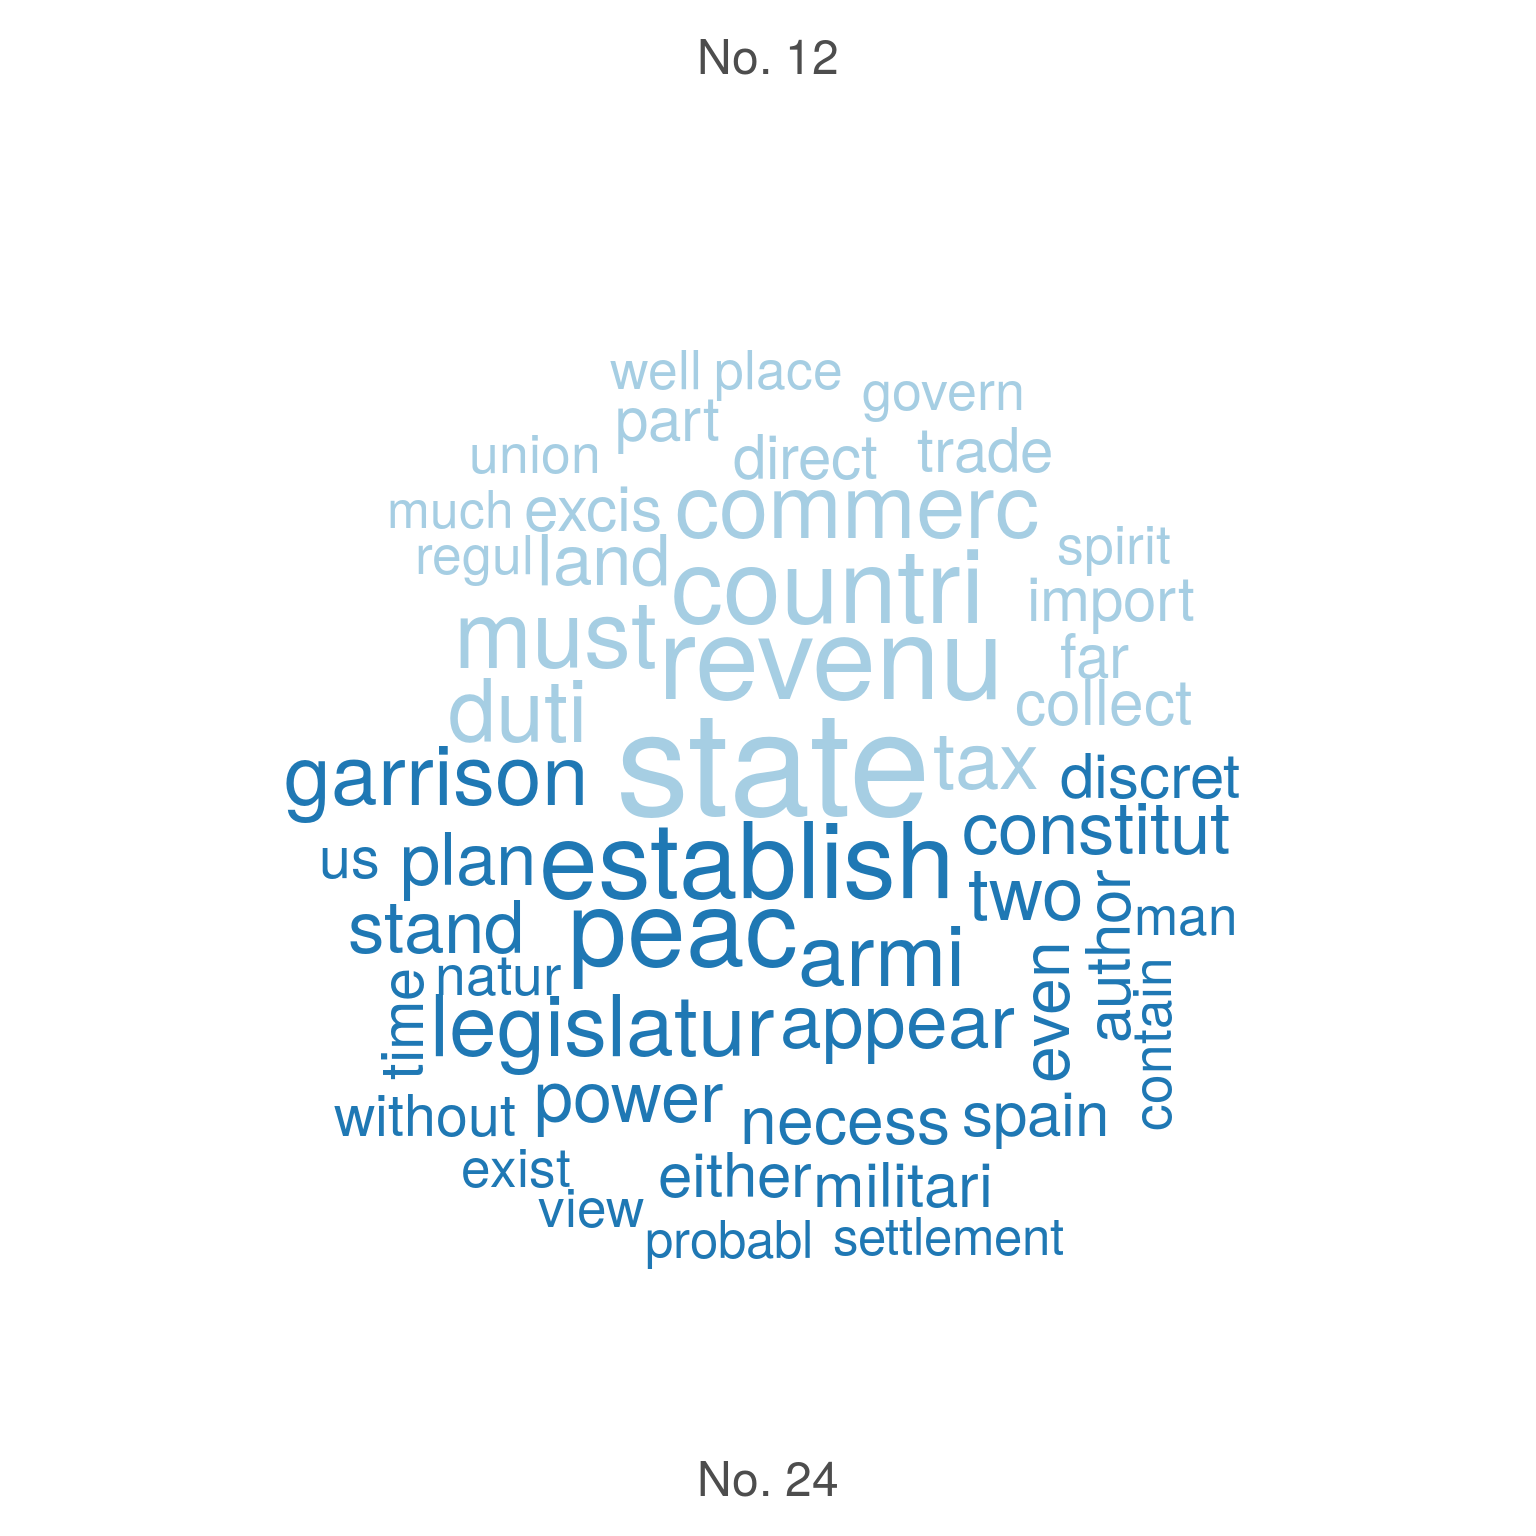 No. 12
well place
govern
part
union direct trade
much excis commerc
regul land spirit
countri import
must revenu far
duti collect
state tax
garrison discret
us plan establish constitut
two author man
stand peac armi
time natur even contain
legislatur appear
without power necess spain
exist either militari
view
probabl settlement
No. 24